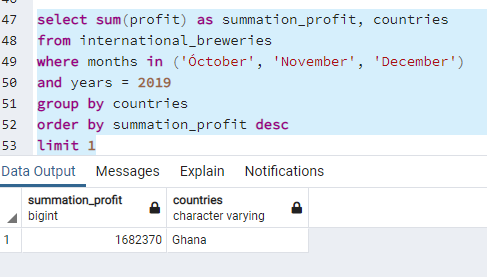 47 select sum(profit) as summation_profit, countries
48 from international_breweries
49 where months in ('Óctober', 'November', 'December')
50 and years = 2019
51 group by countries
52 order by summation_profit desc
53 limit 1
Data Output Messages Explain Notifications
summation_profit countries
bigint character varying
1 1682370 Ghana